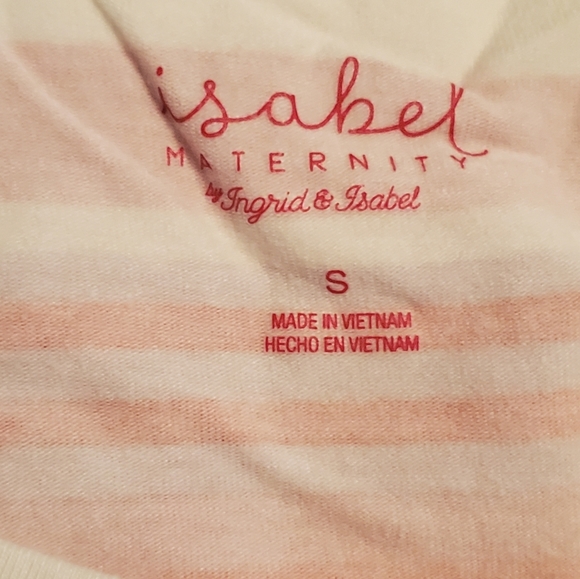 isabel
MATERNITY
by Ingrid & Isabel
S
MADE IN VIETNAM
HECHO EN VIETNAM